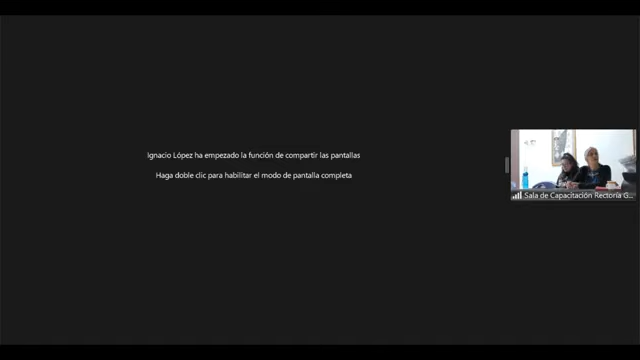 Ignacio López ha empezado la función de compartir las pantallas
Haga doble clic para habilitar el modo de pantalla completa
Sala de Capacitación Rectoría G...